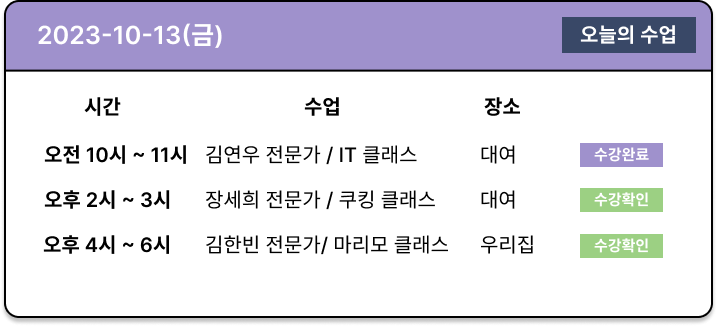 2023-10-13(금) 오늘의 수업
시간 수업 장소
오전 10시 ~ 11시 김연우 전문가 / IT 클래스 대여 수강완료
오후 2시 ~ 3시 장세희 전문가 / 쿠킹 클래스 대여 수강확인
오후 4시 ~ 6시 김한빈 전문가/ 마리모 클래스 우리집 수강확인